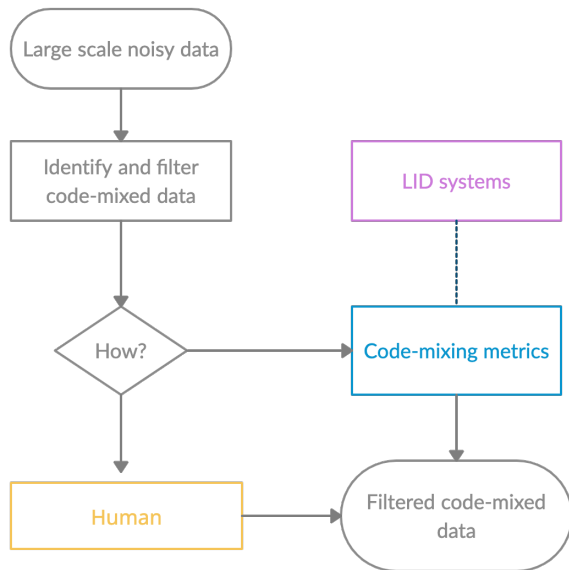 Large scale noisy data
Identify and filter
code-mixed data
LID systems
How?
Code-mixing metrics
Human
Filtered code-mixed
data